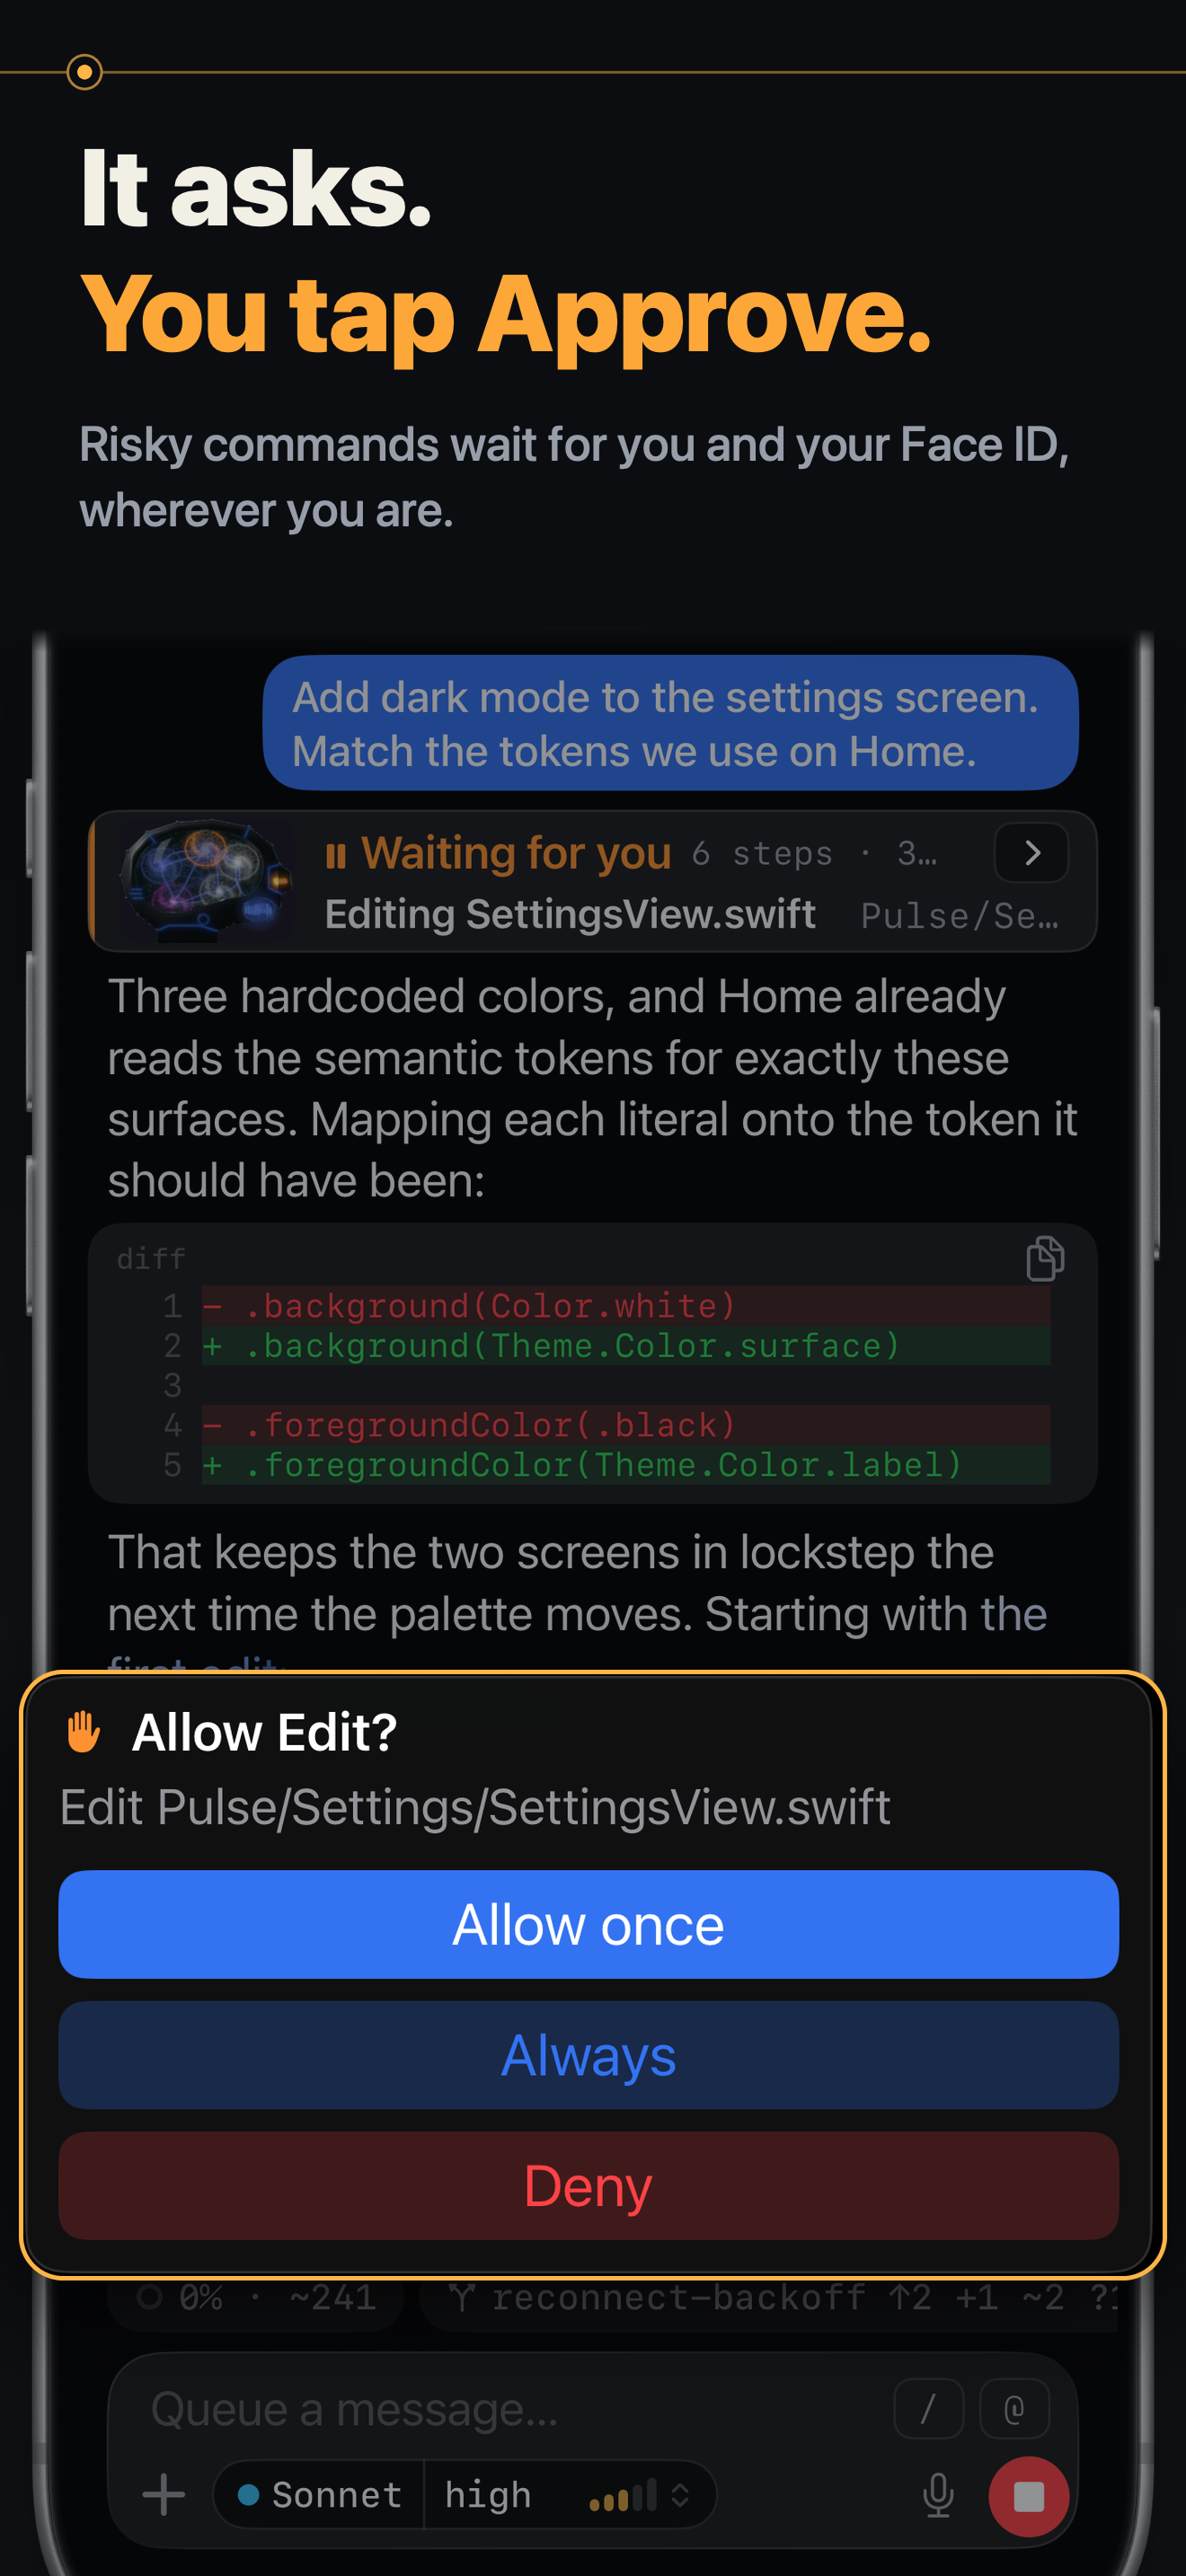 It asks.
You tap Approve.
Risky commands wait for you and your Face ID,
wherever you are.
Add dark mode to the settings screen.
Match the tokens we use on Home.
Waiting for you 6 steps · 3…
Editing SettingsView.swift Pulse/Se…
Three hardcoded colors, and Home already
reads the semantic tokens for exactly these
surfaces. Mapping each literal onto the token it
should have been:
diff
1 − .background(Color.white)
2 + .background(Theme.Color.surface)
3
4 − .foregroundColor(.black)
5 + .foregroundColor(Theme.Color.label)
That keeps the two screens in lockstep the
next time the palette moves. Starting with the
first edit:
Allow Edit?
Edit Pulse/Settings/SettingsView.swift
Allow once
Always
Deny
0% · ~241 reconnect-backoff ↑2 +1 ~2
Queue a message... / @
Sonnet high